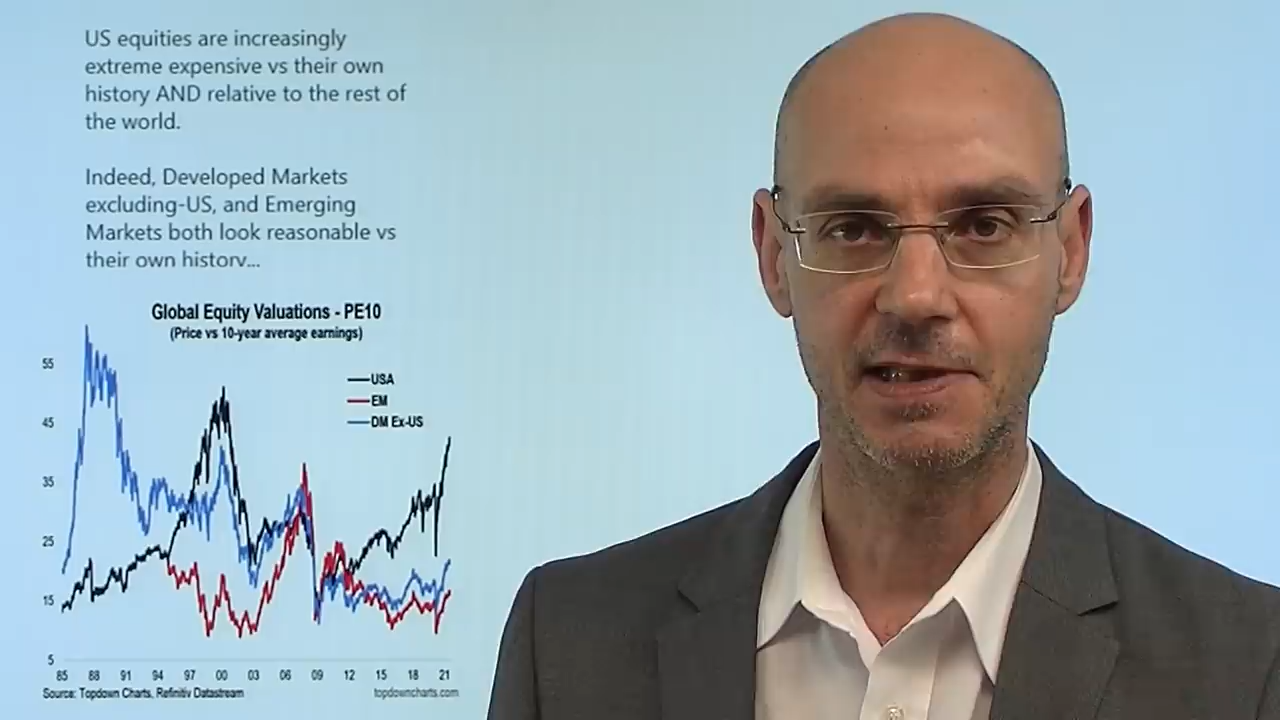 US equities are increasingly
extreme expensive vs their own
history AND relative to the rest of
the world.
Indeed, Developed Markets
excluding-US, and Emerging
Markets both look reasonable vs
their own history...
Global Equity Valuations - PE10
(Price vs 10-year average earnings)
55
45
35
25
15
5
USA
EM
DM Ex-US
85 88 91 94 97 00 03 06 09 12 15 18 21
Source: Topdown Charts, Refinitiv Datastream
topdowncharts.com